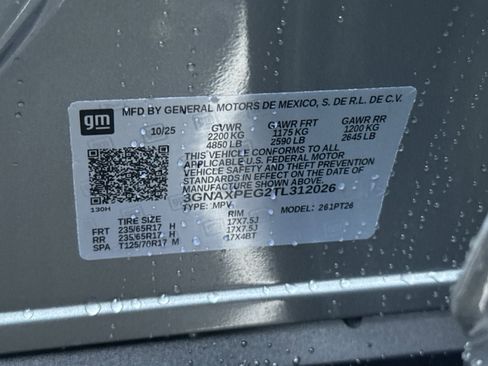 gm
MFD BY GENERAL MOTORS DE MEXICO, S. DE R.L. DE C.V.
10/25 GVWR GAWR FRT GAWR RR
2200 KG 1175 KG 1200 KG
4850 LB 2590 LB 2645 LB
THIS VEHICLE CONFORMS TO ALL
APPLICABLE U.S. FEDERAL MOTOR
VEHICLE SAFETY AND THEFT PREVENTION
STANDARDS IN EFFECT ON THE DATE OF
MANUFACTURE SHOWN ABOVE.
3GNAXPEG2TL312026
TYPE: MPV MODEL: 261PT26
130H
TIRE SIZE RIM
FRT 235/65R17 H 17X7.5J
RR 235/65R17 H 17X7.5J
SPA T125/70R17 M 17X4BT